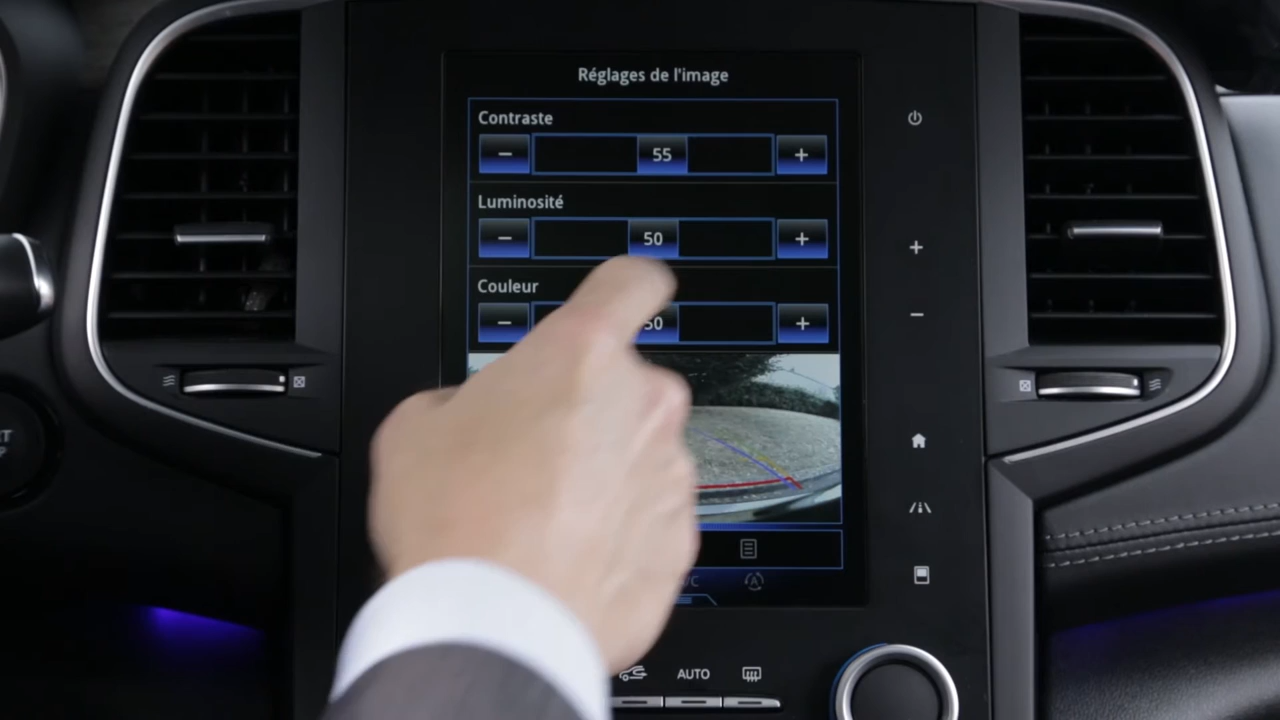 Réglages de l'image
Contraste
− 55 +
Luminosité
− 50 +
Couleur
− 50 +
AUTO